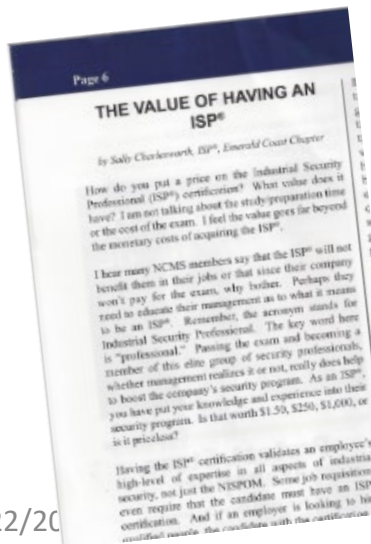 Page 6
THE VALUE OF HAVING AN
ISP®
by Sally Charlesworth, ISP®, Emerald Coast Chapter
How do you put a price on the Industrial Security
Professional (ISP®) certification? What value does it
have? I am not talking about the study/preparation time
or the cost of the exam. I feel the value goes far beyond
the monetary costs of acquiring the ISP®.
I hear many NCMS members say that the ISP® will not
benefit them in their jobs or that since their company
won't pay for the exam, why bother. Perhaps they
need to educate their management as to what it means
to be an ISP®. Remember, the acronym stands for
Industrial Security Professional. The key word here
is "professional." Passing the exam and becoming a
member of this elite group of security professionals,
whether management realizes it or not, really does help
to boost the company's security program. As an ISP®,
you have put your knowledge and experience into their
security program. Is that worth $1.50, $250, $1,000, or
is it priceless?
Having the ISP® certification validates an employee's
high-level of expertise in all aspects of industrial
security, not just the NISPOM. Some job requisitions
even require that the candidate must have an ISP
certification. And if an employer is looking to hire
qualified people, the candidate with the certification
22/20